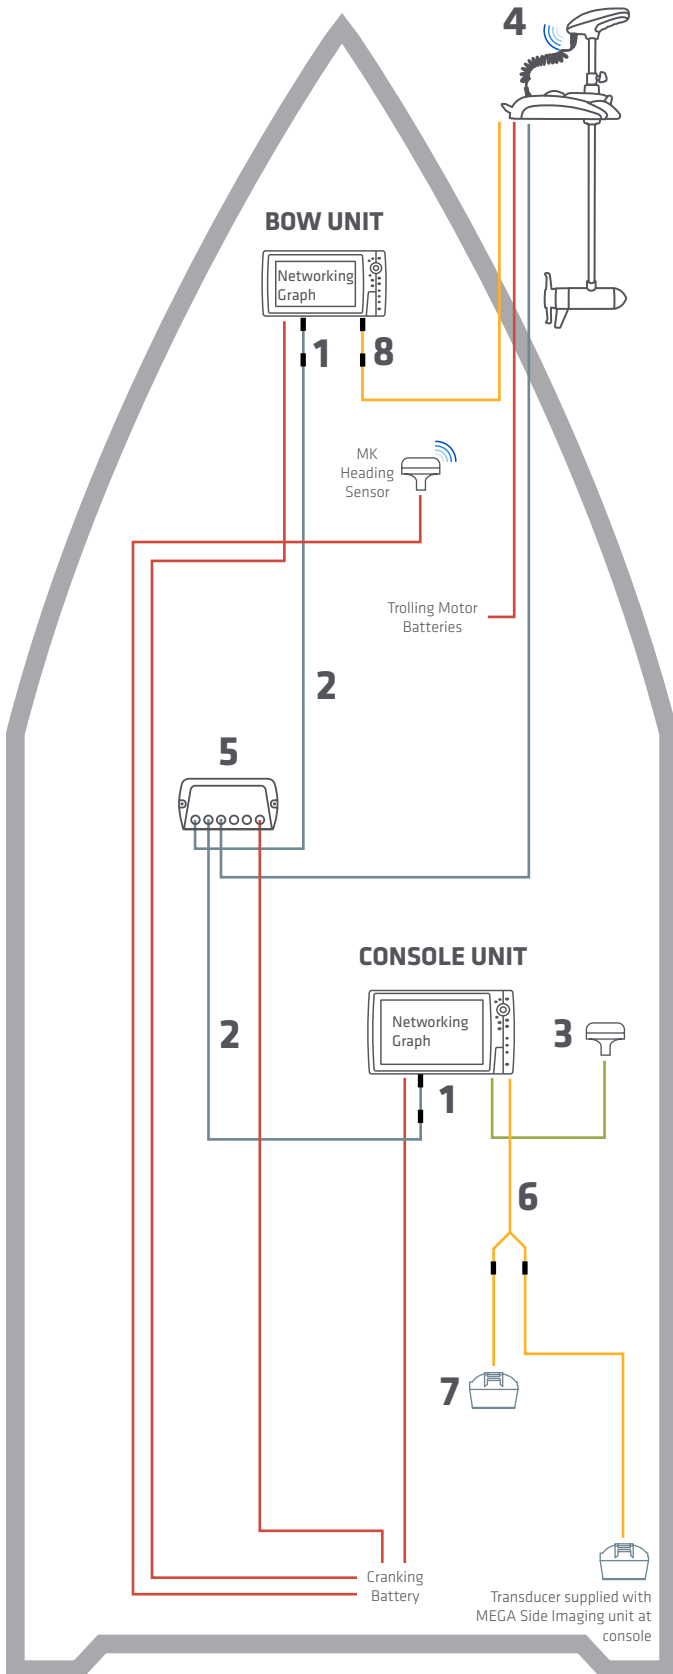 4
BOW UNIT
Networking
Graph
1
8
MK
Heading
Sensor
Trolling Motor
Batteries
2
5
CONSOLE UNIT
Networking
Graph
3
2
1
6
7
Cranking
Battery
Transducer supplied with
MEGA Side Imaging unit at
console